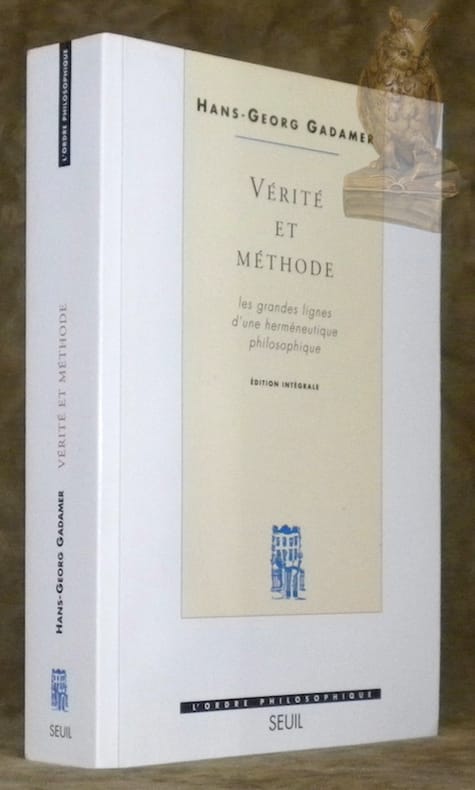 L'ORDRE PHILOSOPHIQUE
VÉRITÉ ET MÉTHODE
HANS-GEORG GADAMER
SEUIL
HANS-GEORG GADAMER
VÉRITÉ
ET
MÉTHODE
les grandes lignes
d'une herméneutique
philosophique
ÉDITION INTÉGRALE
L'ORDRE PHILOSOPHIQUE
SEUIL